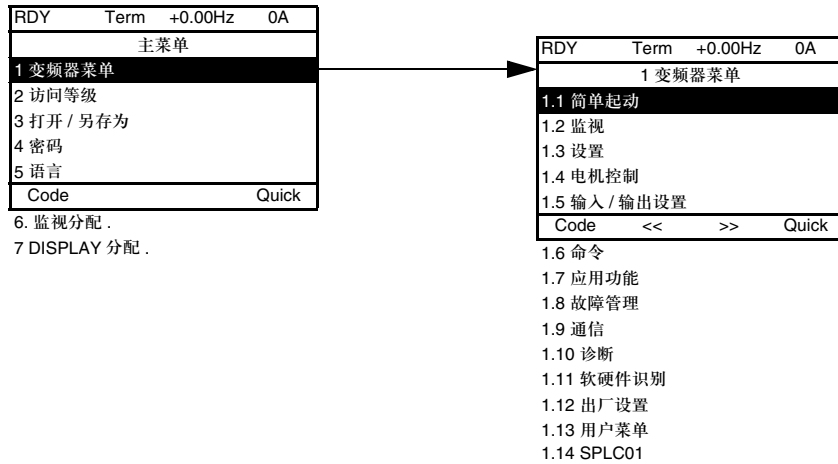 RDY Term +0.00Hz 0A
主菜单
1 变频器菜单
2 访问等级
3 打开 / 另存为
4 密码
5 语言
Code Quick
6. 监视分配 .
7 DISPLAY 分配 .
RDY Term +0.00Hz 0A
1 变频器菜单
1.1 简单起动
1.2 监视
1.3 设置
1.4 电机控制
1.5 输入 / 输出设置
Code << >> Quick
1.6 命令
1.7 应用功能
1.8 故障管理
1.9 通信
1.10 诊断
1.11 软硬件识别
1.12 出厂设置
1.13 用户菜单
1.14 SPLC01